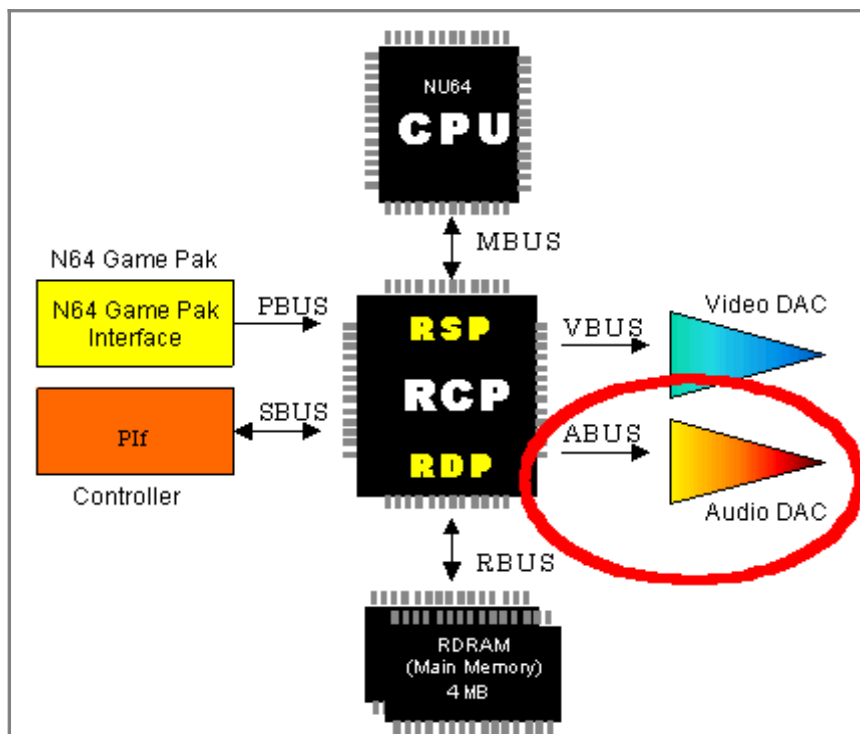 NU64
CPU
MBUS
N64 Game Pak
N64 Game Pak
Interface
PBUS
RSP
RCP
RDP
VBUS
Video DAC
SBUS
PIf
Controller
ABUS
Audio DAC
RBUS
RDRAM
(Main Memory)
4 MB